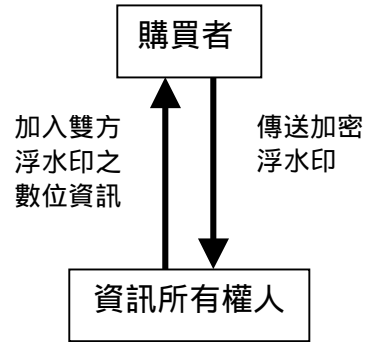 購買者
加入雙方
浮水印之
數位資訊
傳送加密
浮水印
資訊所有權人